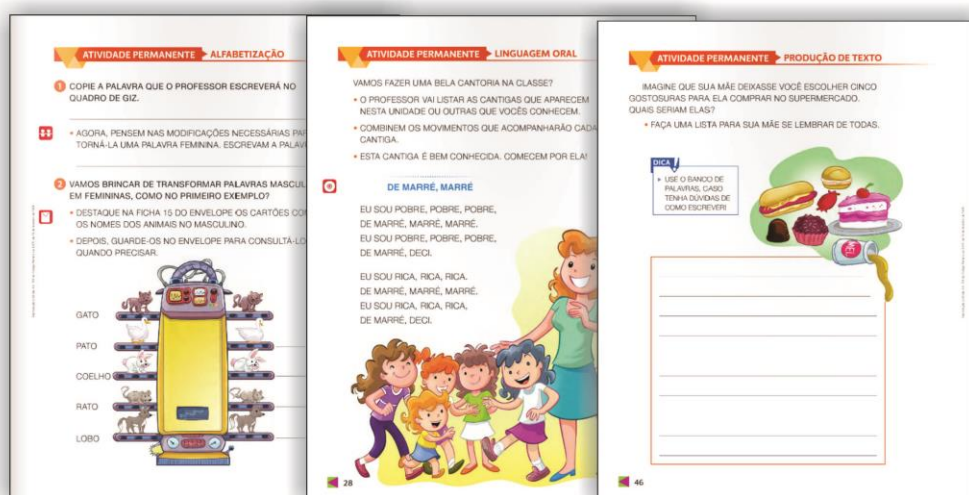 ATIVIDADE PERMANENTE ALFABETIZAÇÃO
1 COPIE A PALAVRA QUE O PROFESSOR ESCREVERÁ NO
QUADRO DE GIZ.
• AGORA, PENSEM NAS MODIFICAÇÕES NECESSÁRIAS PAR
TORNÁ-LA UMA PALAVRA FEMININA. ESCREVAM A PALAV
2 VAMOS BRINCAR DE TRANSFORMAR PALAVRAS MASCUL
EM FEMININAS, COMO NO PRIMEIRO EXEMPLO?
• DESTAQUE NA FICHA 15 DO ENVELOPE OS CARTÕES CO
OS NOMES DOS ANIMAIS NO MASCULINO.
• DEPOIS, GUARDE-OS NO ENVELOPE PARA CONSULTÁ-LO
QUANDO PRECISAR.
GATO
PATO
COELHO
RATO
LOBO
ATIVIDADE PERMANENTE LINGUAGEM ORAL
VAMOS FAZER UMA BELA CANTORIA NA CLASSE?
• O PROFESSOR VAI LISTAR AS CANTIGAS QUE APARECEM
NESTA UNIDADE OU OUTRAS QUE VOCÊS CONHECEM.
• COMBINEM OS MOVIMENTOS QUE ACOMPANHARÃO CADA
CANTIGA.
• ESTA CANTIGA É BEM CONHECIDA. COMECEM POR ELA!
DE MARRÉ, MARRÉ
EU SOU POBRE, POBRE, POBRE,
DE MARRÉ, MARRÉ, MARRÉ.
EU SOU POBRE, POBRE, POBRE,
DE MARRÉ, DECI.
EU SOU RICA, RICA, RICA.
DE MARRÉ, MARRÉ, MARRÉ.
EU SOU RICA, RICA, RICA,
DE MARRÉ, DECI.
28
ATIVIDADE PERMANENTE PRODUÇÃO DE TEXTO
IMAGINE QUE SUA MÃE DEIXASSE VOCÊ ESCOLHER CINCO
GOSTOSURAS PARA ELA COMPRAR NO SUPERMERCADO.
QUAIS SERIAM ELAS?
• FAÇA UMA LISTA PARA SUA MÃE SE LEMBRAR DE TODAS.
DICA!
USE O BANCO DE
PALAVRAS, CASO
TENHA DÚVIDAS DE
COMO ESCREVER!
MEL
46